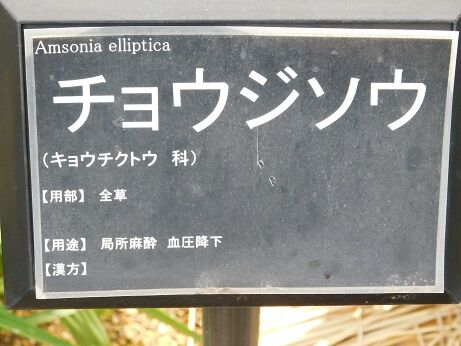 Amsonia elliptica
チョウジソウ
(キョウチクトウ 科)
【用部】 全草
【用途】 局所麻酔 血圧降下
【漢方】